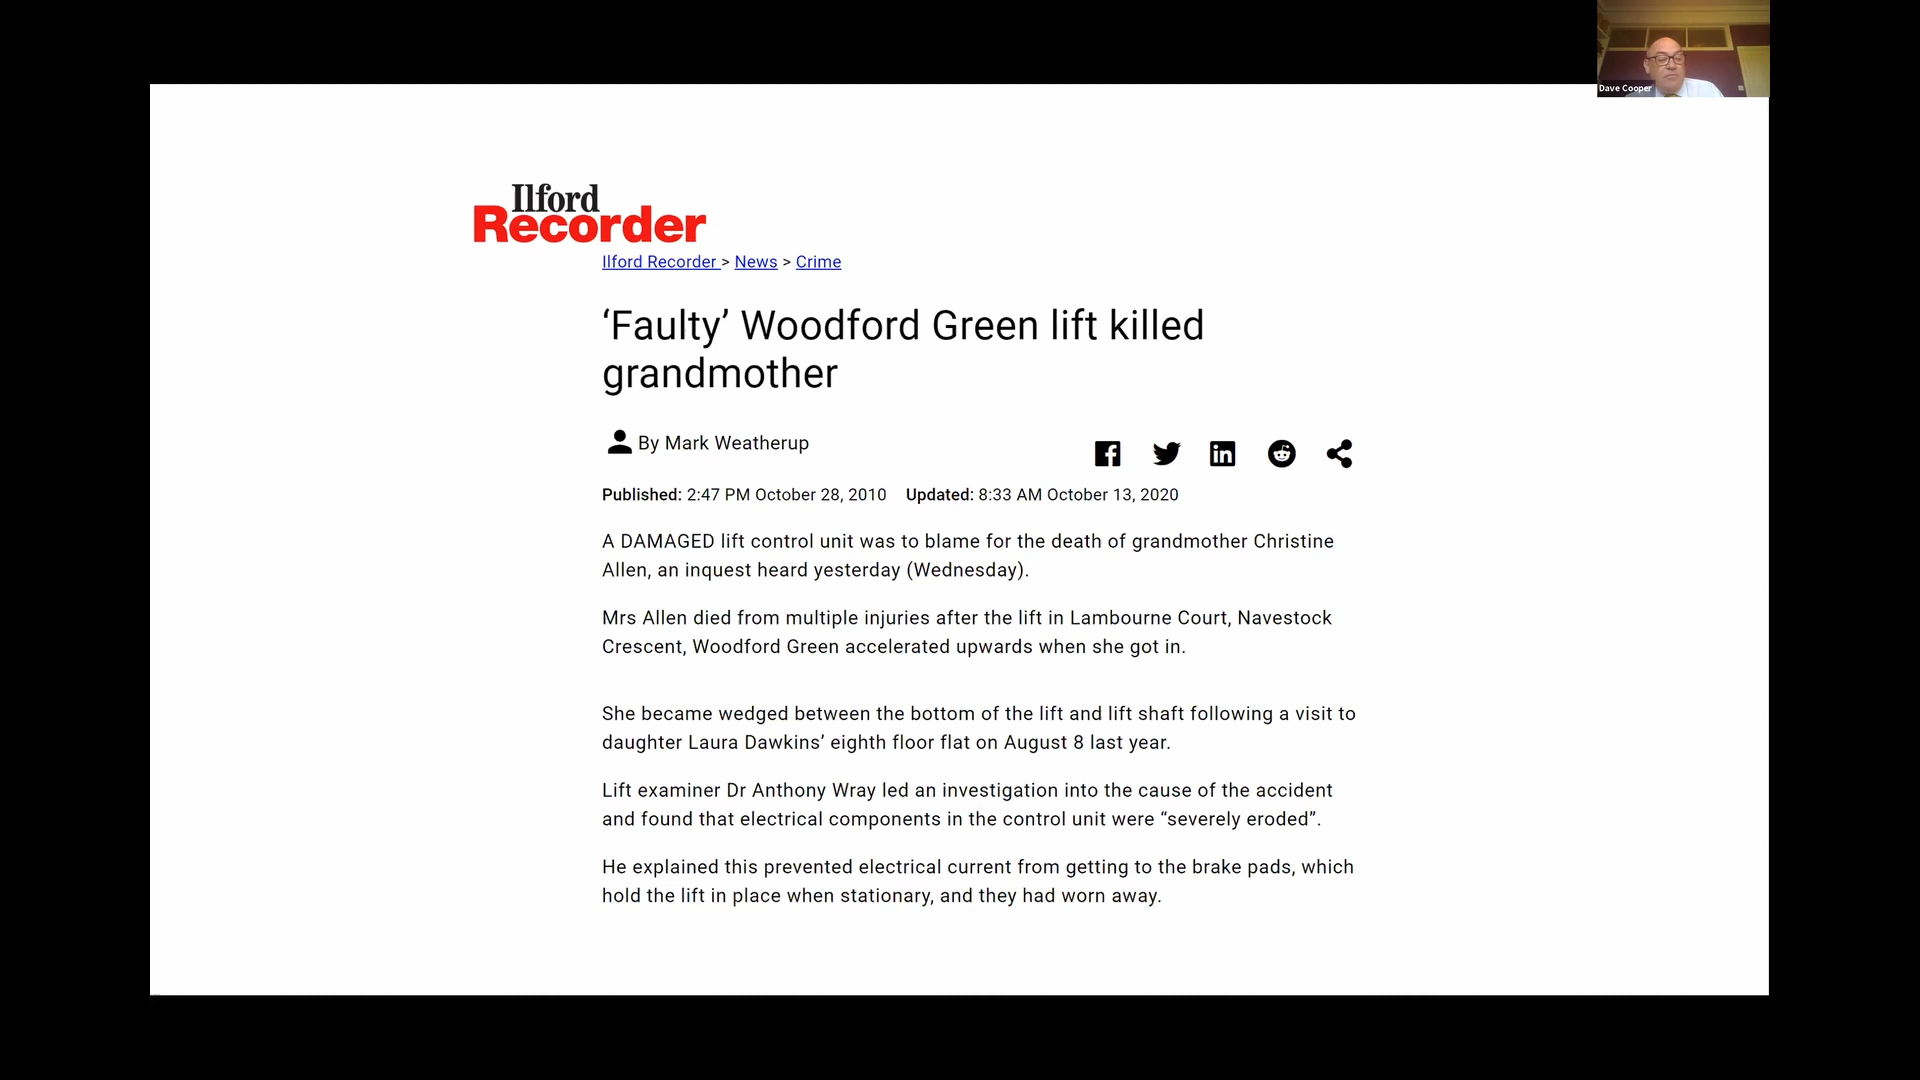 Dave Cooper
Ilford
Recorder
Ilford Recorder > News > Crime
‘Faulty’ Woodford Green lift killed
grandmother
By Mark Weatherup
Published: 2:47 PM October 28, 2010 Updated: 8:33 AM October 13, 2020
A DAMAGED lift control unit was to blame for the death of grandmother Christine
Allen, an inquest heard yesterday (Wednesday).
Mrs Allen died from multiple injuries after the lift in Lambourne Court, Navestock
Crescent, Woodford Green accelerated upwards when she got in.
She became wedged between the bottom of the lift and lift shaft following a visit to
daughter Laura Dawkins’ eighth floor flat on August 8 last year.
Lift examiner Dr Anthony Wray led an investigation into the cause of the accident
and found that electrical components in the control unit were “severely eroded”.
He explained this prevented electrical current from getting to the brake pads, which
hold the lift in place when stationary, and they had worn away.